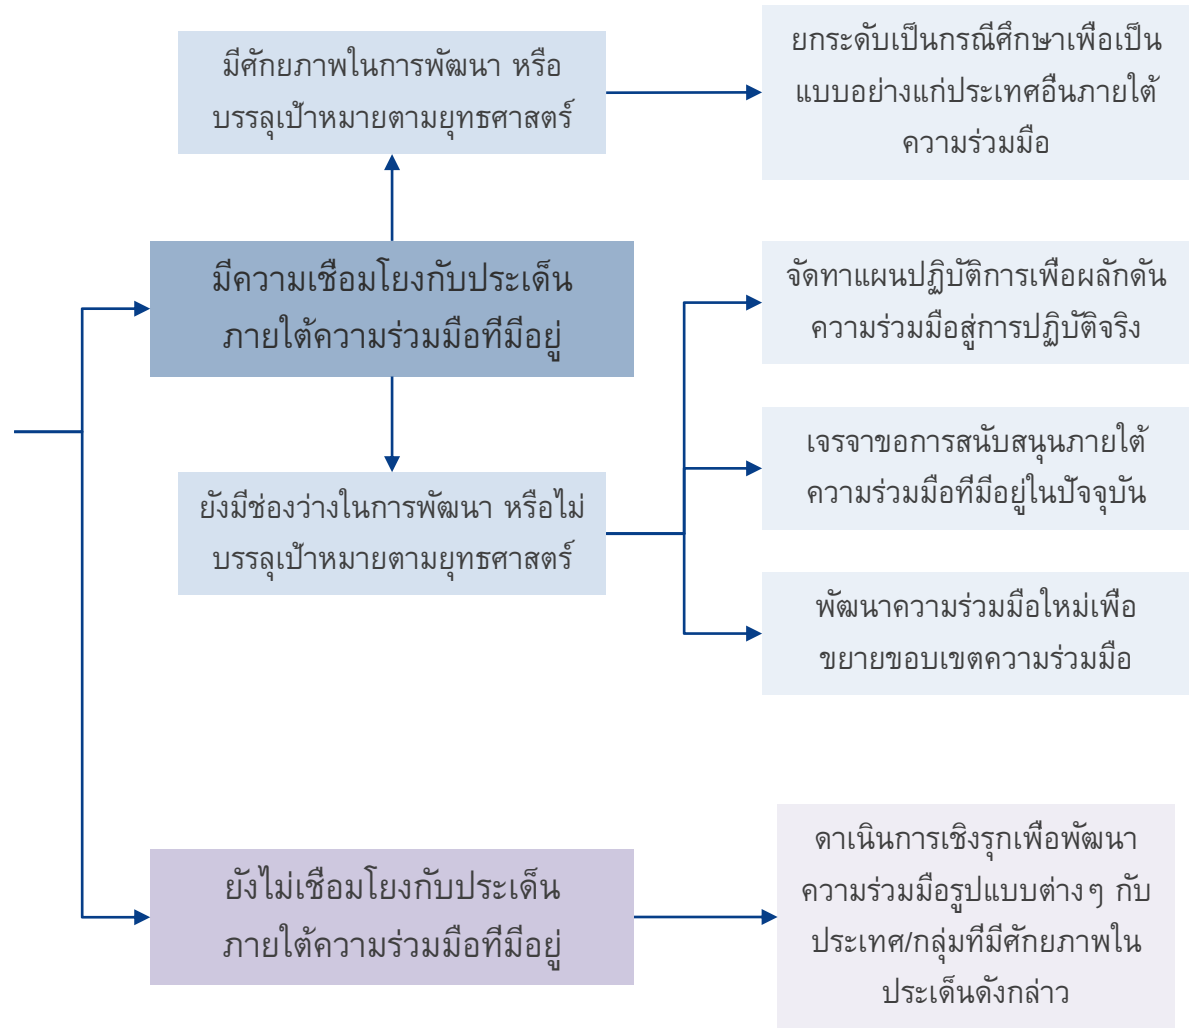 มีศักยภาพในการพัฒนา หรือ
บรรลุเป้าหมายตามยุทธศาสตร์
ยกระดับเป็นกรณีศึกษาเพือเป็น
แบบอย่างแก่ประเทศอืนภายใต้
ความร่วมมือ
มีความเชือมโยงกับประเด็น
ภายใต้ความร่วมมือทีมีอยู่
ยังมีช่องว่างในการพัฒนา หรือไม่
บรรลุเป้าหมายตามยุทธศาสตร์
จัดทาแผนปฏิบัติการเพือผลักดัน
ความร่วมมือสู่การปฏิบัติจริง
เจรจาขอการสนับสนุนภายใต้
ความร่วมมือทีมีอยู่ในปัจจุบัน
พัฒนาความร่วมมือใหม่เพือ
ขยายขอบเขตความร่วมมือ
ยังไม่เชือมโยงกับประเด็น
ภายใต้ความร่วมมือทีมีอยู่
ดาเนินการเชิงรุกเพือพัฒนา
ความร่วมมือรูปแบบต่างๆ กับ
ประเทศ/กลุ่มทีมีศักยภาพใน
ประเด็นดังกล่าว